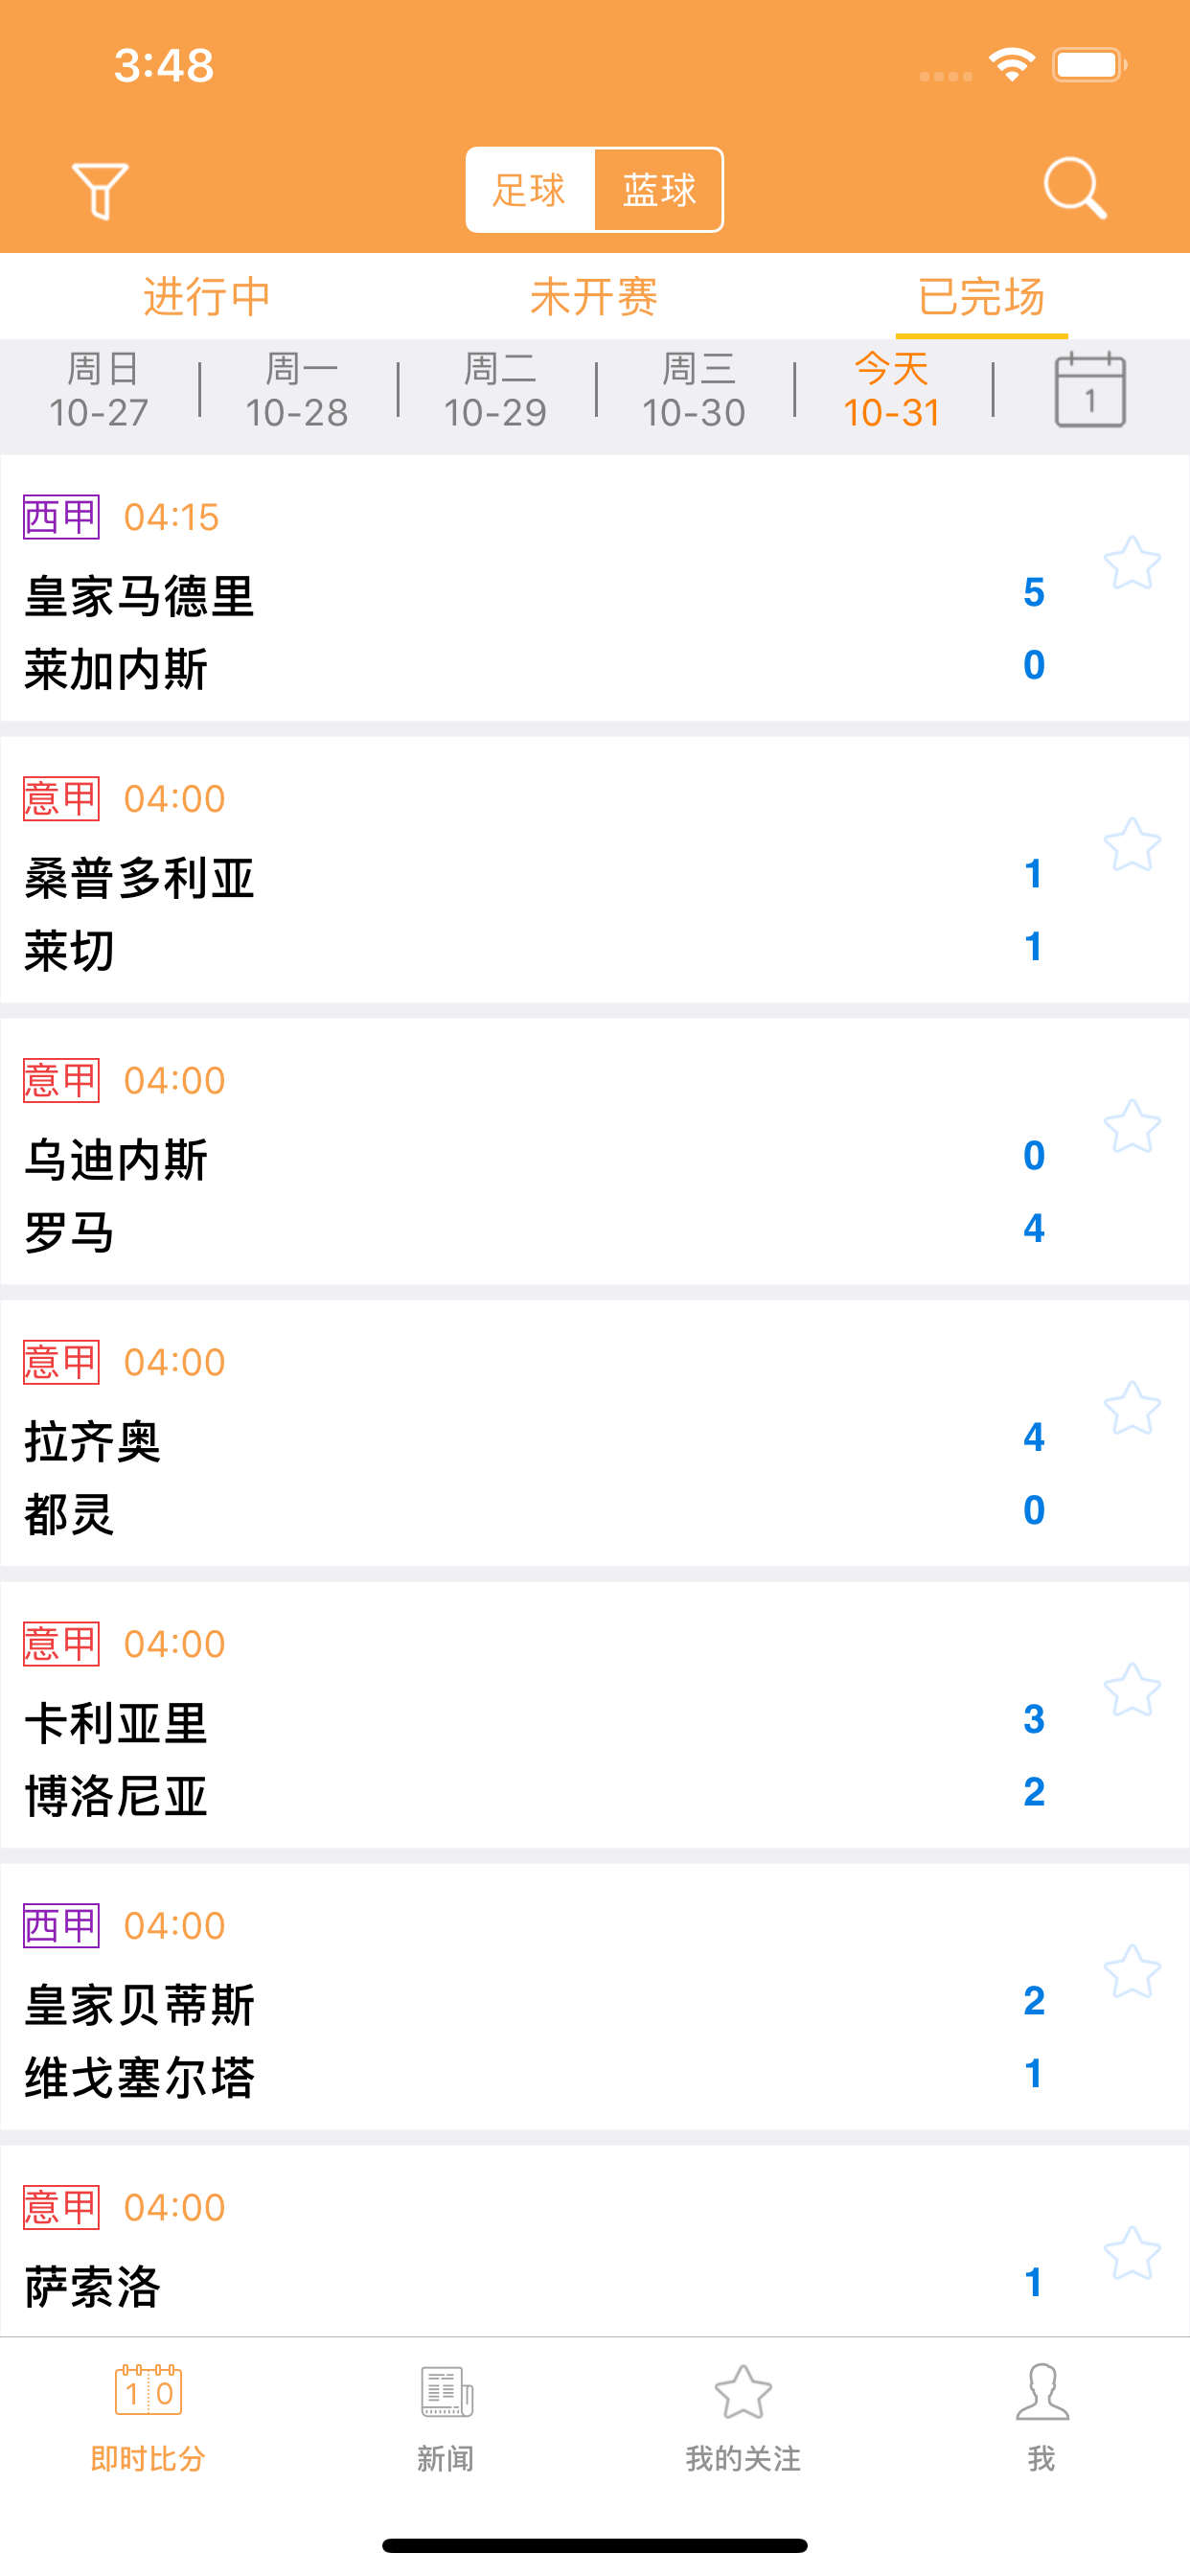 3:48
足球 蓝球
进行中 未开赛 已完场
周日 周一 周二 周三 今天
10-27 10-28 10-29 10-30 10-31 1
西甲 04:15
皇家马德里 5
莱加内斯 0
意甲 04:00
桑普多利亚 1
莱切 1
意甲 04:00
乌迪内斯 0
罗马 4
意甲 04:00
拉齐奥 4
都灵 0
意甲 04:00
卡利亚里 3
博洛尼亚 2
西甲 04:00
皇家贝蒂斯 2
维戈塞尔塔 1
意甲 04:00
萨索洛 1
1 0
即时比分 新闻 我的关注 我